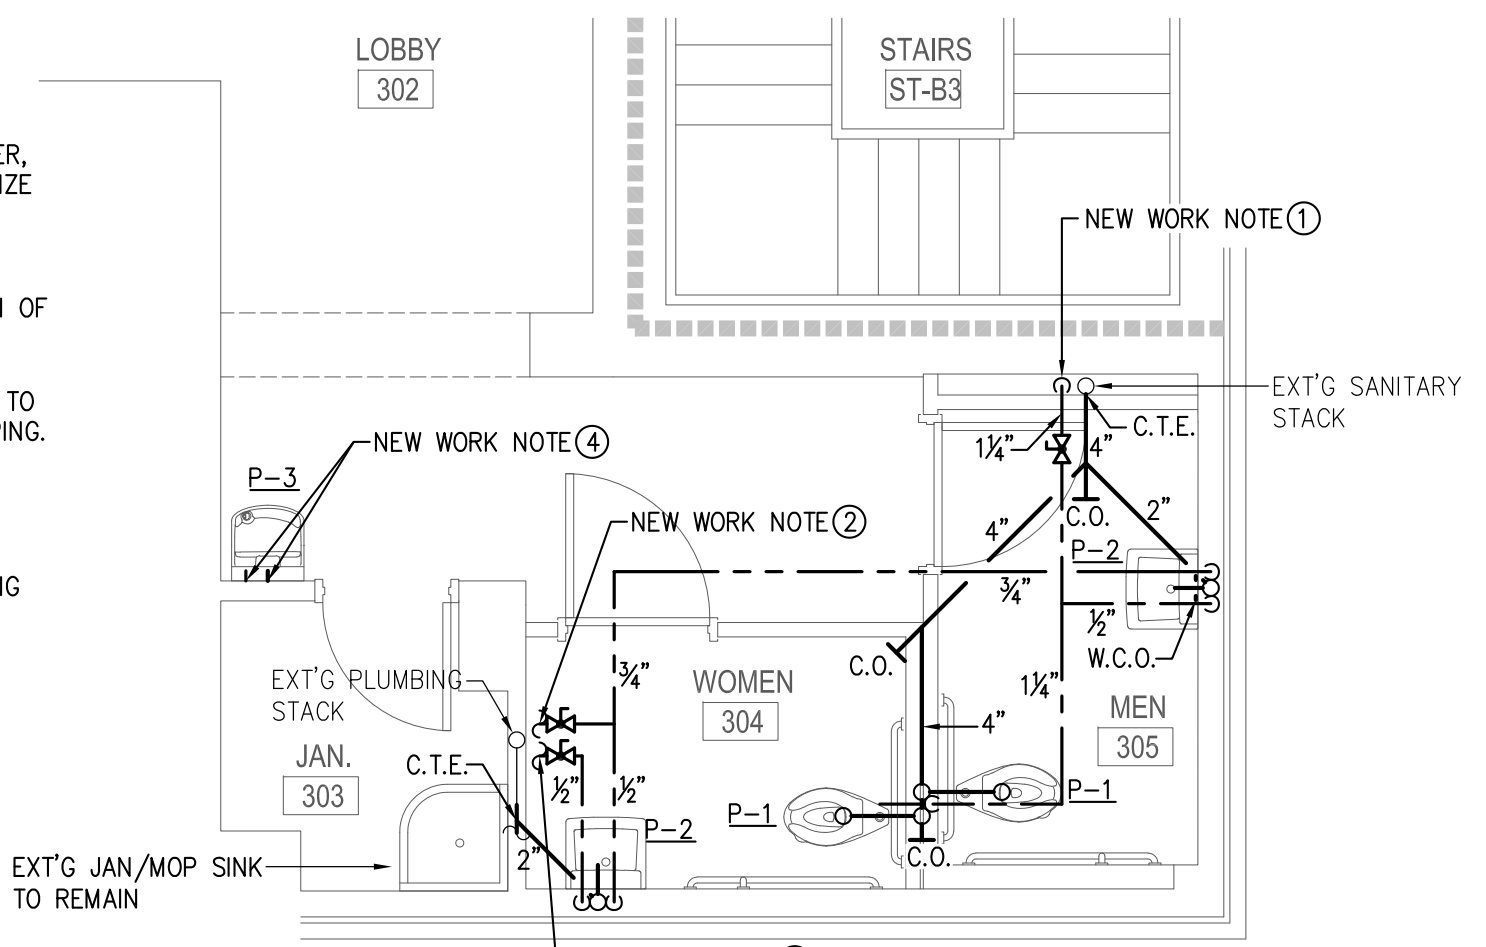 LOBBY
302
STAIRS
ST-B3
ER,
IZE
NEW WORK NOTE 1
OF
EXT'G SANITARY
STACK
TO
PING.
C.T.E.
NEW WORK NOTE 4
1¼"
4"
P-3
C.O.
2"
NEW WORK NOTE 2
4"
P-2
NG
¾"
½"
W.C.O.
C.O.
EXT'G PLUMBING
STACK
¾"
WOMEN
304
1¼"
MEN
305
4"
JAN.
303
C.T.E.
½"
½"
P-1
P-1
P-2
2"
C.O.
EXT'G JAN/MOP SINK
TO REMAIN